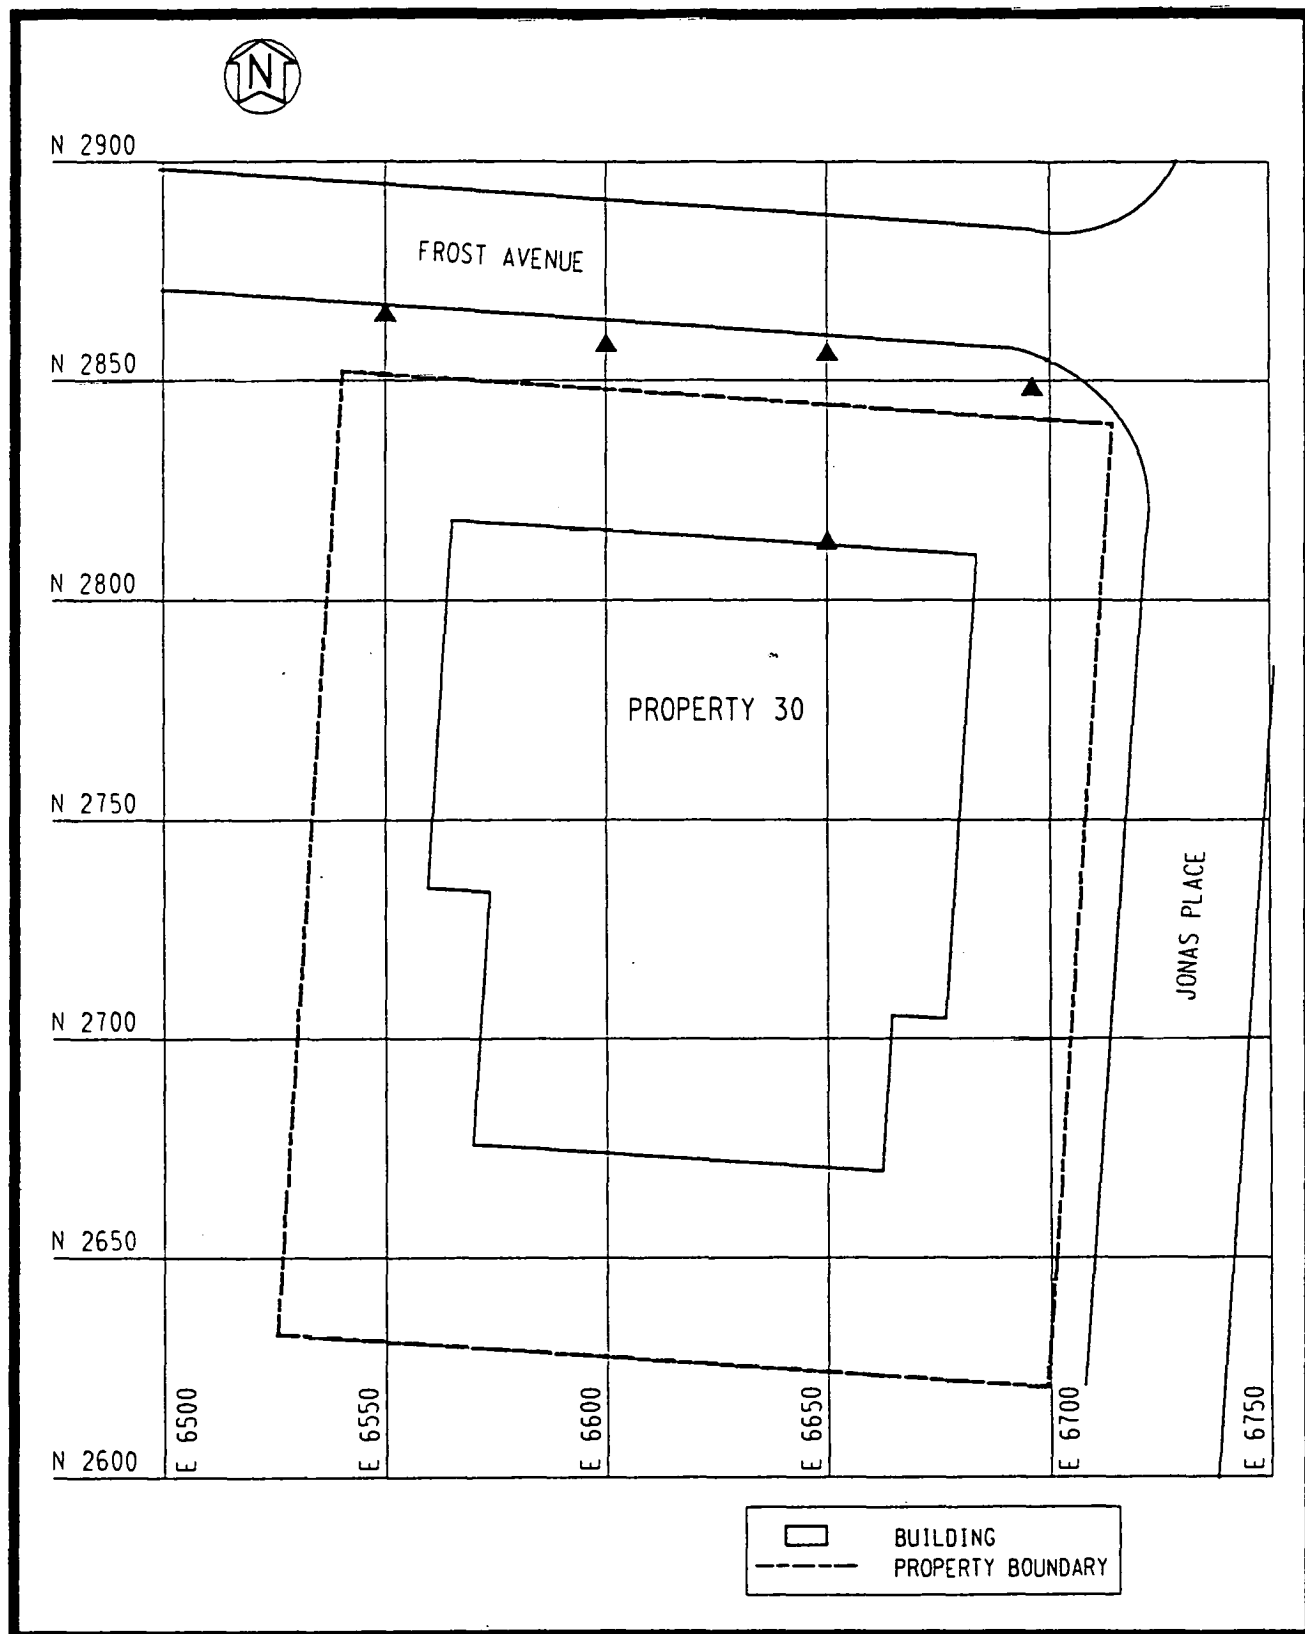 N
N 2900
FROST AVENUE
N 2850
N 2800
PROPERTY 30
N 2750
JONAS PLACE
N 2700
N 2650
E 6500
E 6550
E 6600
E 6650
E 6700
E 6750
N 2600
BUILDING
PROPERTY BOUNDARY